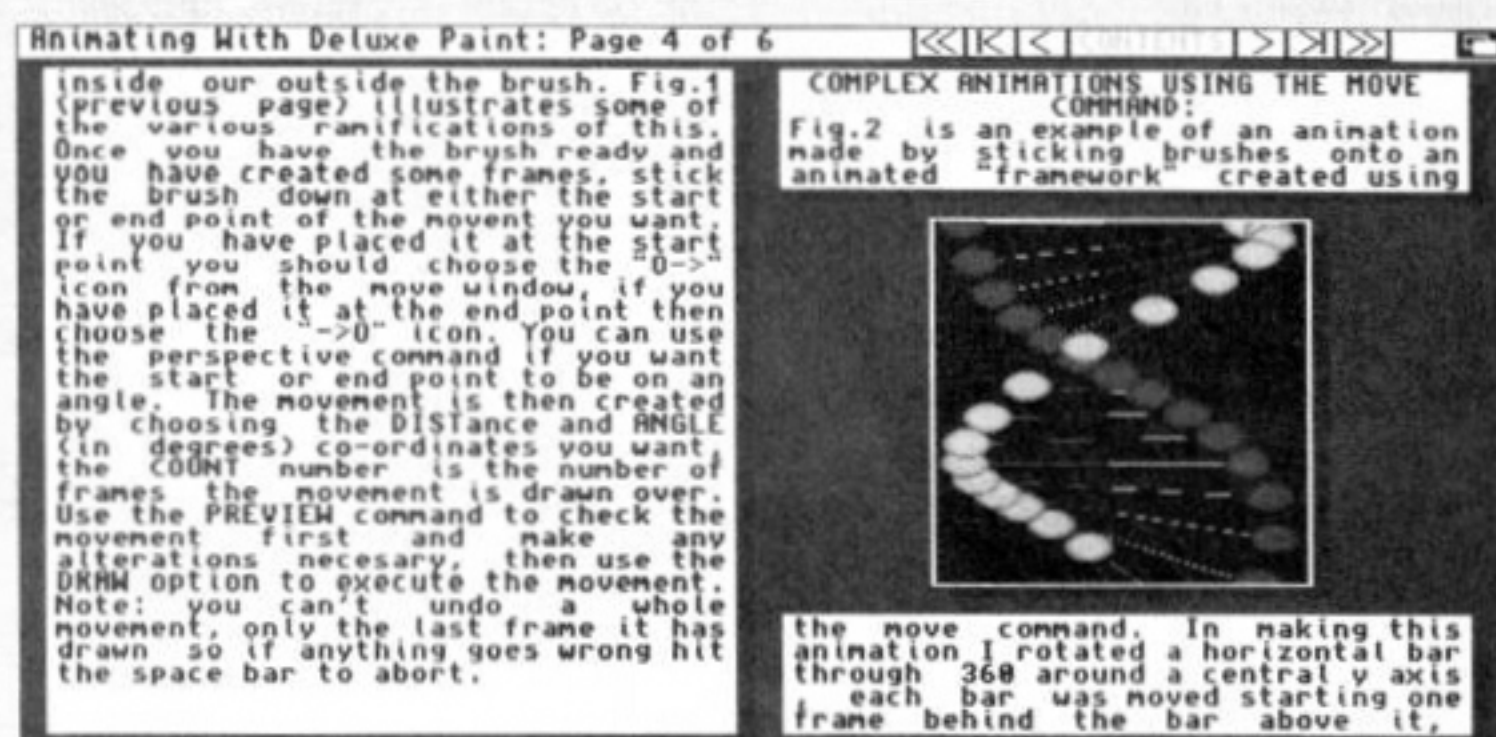 Animating With Deluxe Paint: Page 4 of 6
<< K < CONTENTS > >| >>
inside our outside the brush. Fig.1
(previous page) illustrates some of
the various ramifications of this.
Once you have the brush ready and
you have created some frames, stick
the brush down at either the start
or end point of the movent you want.
If you have placed it at the start
point you should choose the "O->"
icon from the move window, if you
have placed it at the end point then
choose the "->O" icon. You can use
the perspective command if you want
the start or end point to be on an
angle. The movement is then created
by choosing the DISTance and ANGLE
(in degrees) co-ordinates you want,
the COUNT number is the number of
frames the movement is drawn over.
Use the PREVIEW command to check the
movement first and make any
alterations necesary, then use the
DRAW option to execute the movement.
Note: you can't undo a whole
movement, only the last frame it has
drawn so if anything goes wrong hit
the space bar to abort.
COMPLEX ANIMATIONS USING THE MOVE
COMMAND:
Fig.2 is an example of an animation
made by sticking brushes onto an
animated "framework" created using
the move command. In making this
animation I rotated a horizontal bar
through 360 around a central y axis
, each bar was moved starting one
frame behind the bar above it,